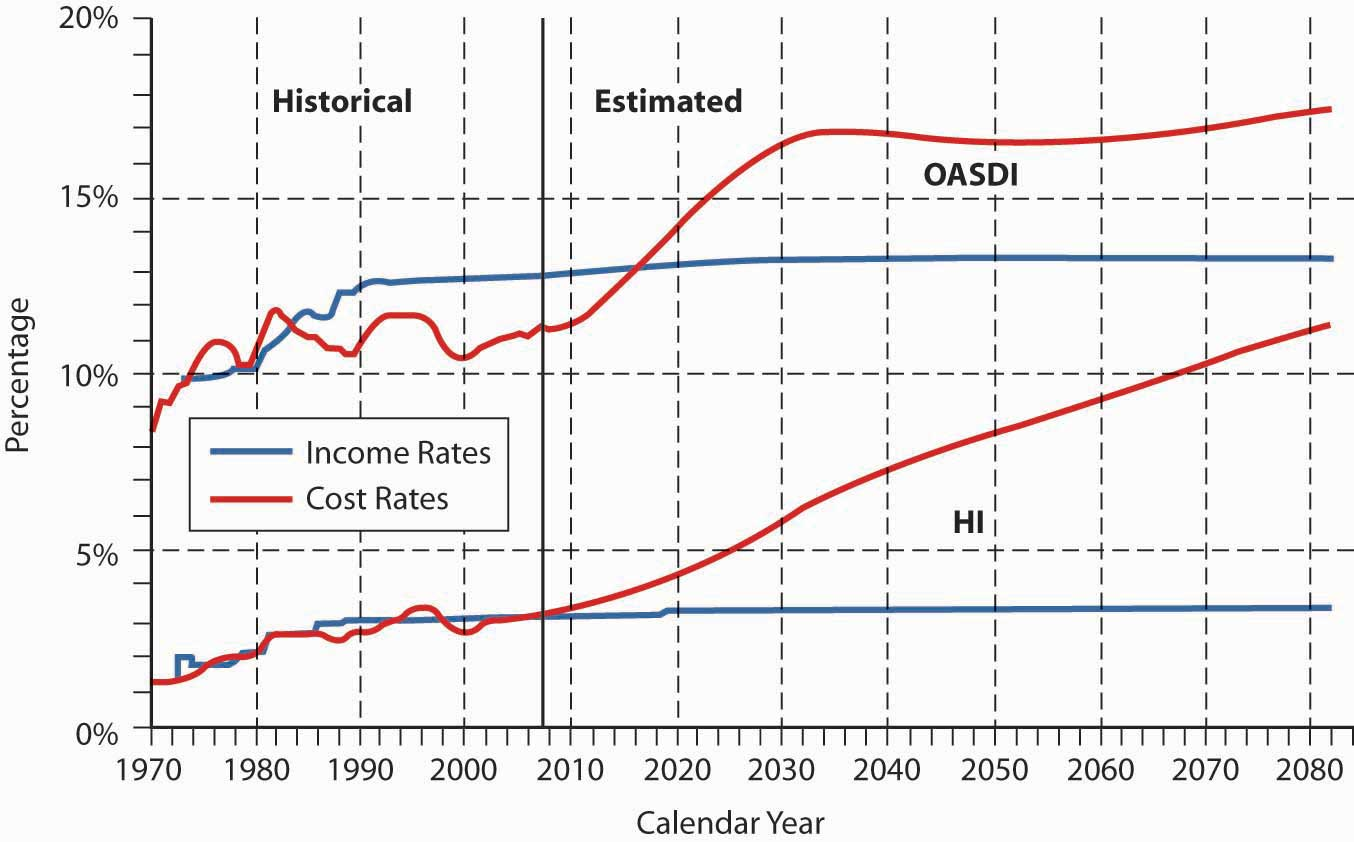 20%
Historical
Estimated
15%
OASDI
Percentage
10%
Income Rates
Cost Rates
HI
5%
0%
1970 1980 1990 2000 2010 2020 2030 2040 2050 2060 2070 2080
Calendar Year